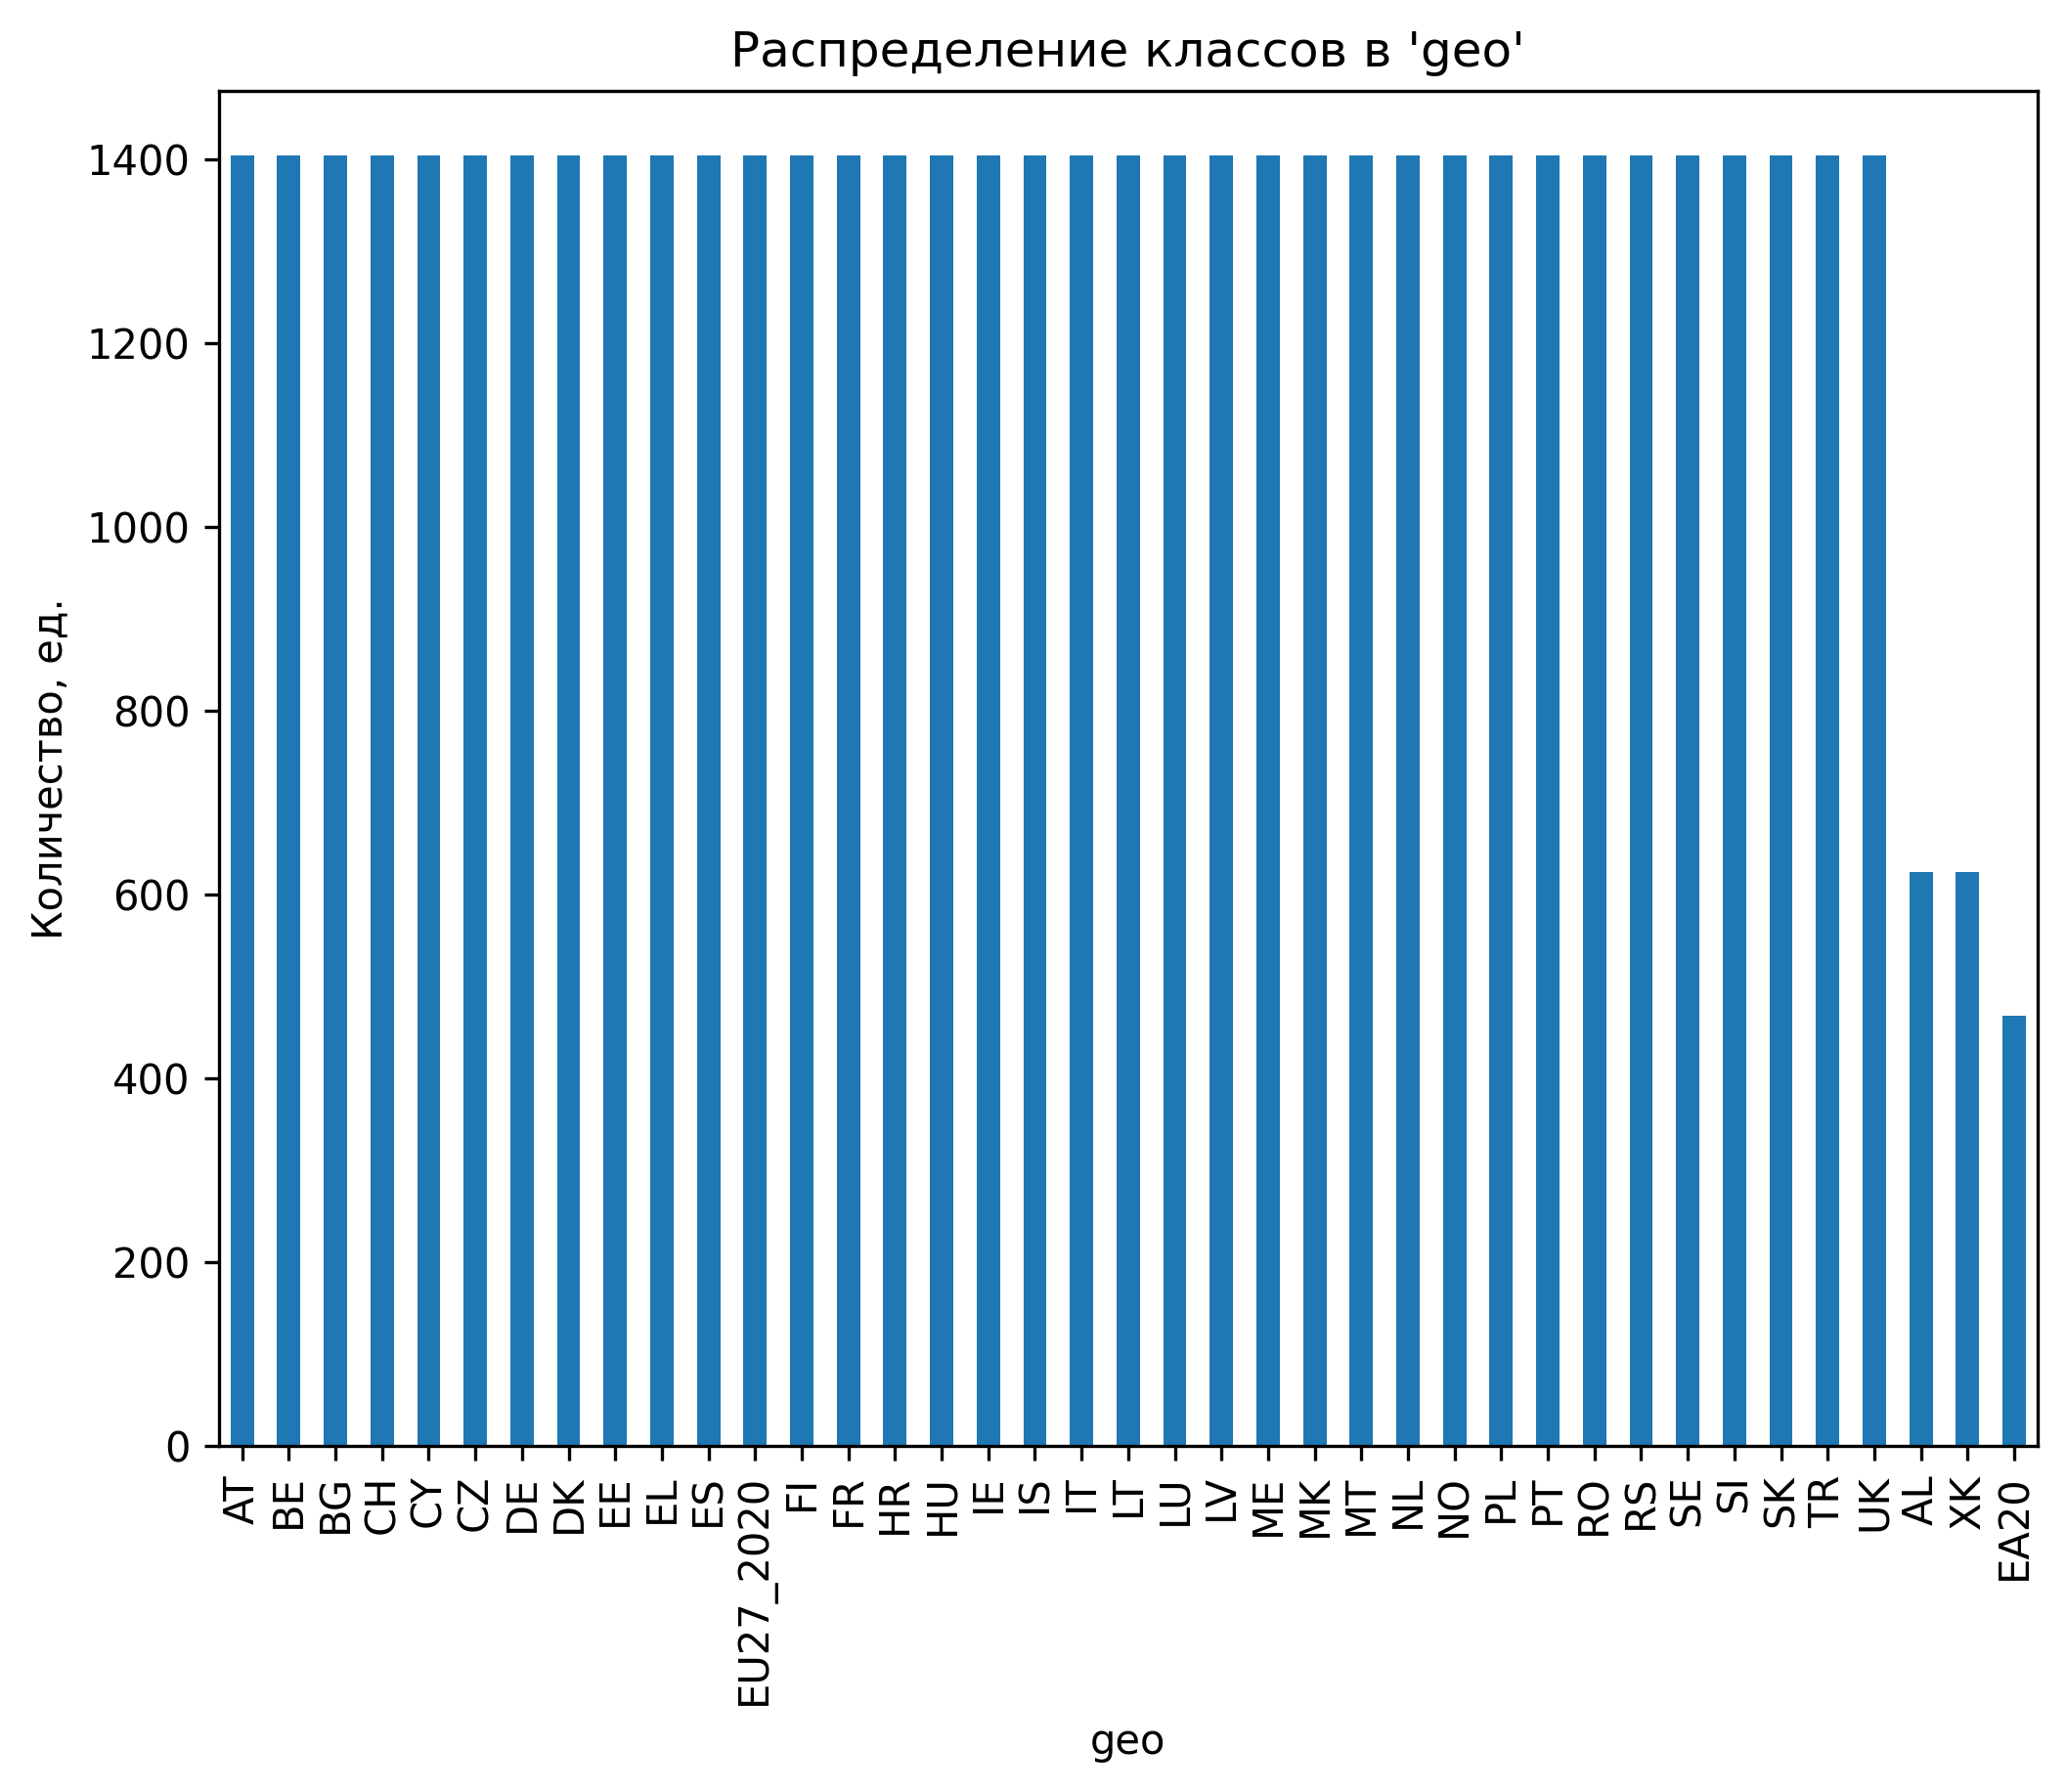 Распределение классов в 'geo'
Количество, ед.
1400
1200
1000
800
600
400
200
0
AT BE BG CH CY CZ DE DK EE EL ES EU27_2020 FI FR HR HU IE IS IT LT LU LV ME MK MT NL NO PL PT RO RS SE SI SK TR UK AL XK EA20
geo